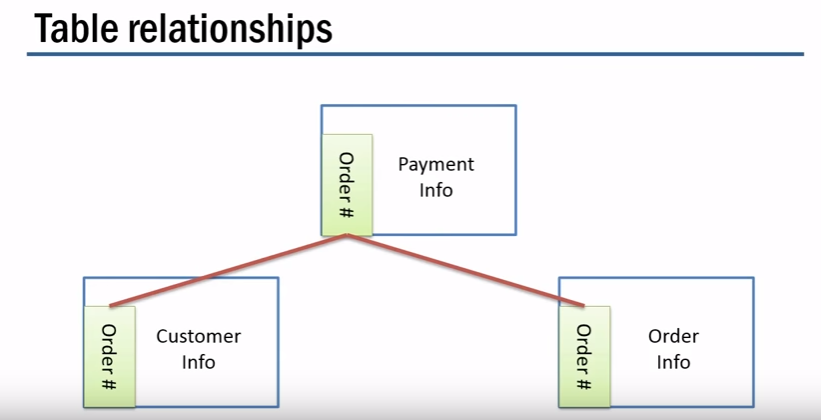 Table relationships
Order #
Payment
Info
Order #
Customer
Info
Order #
Order
Info